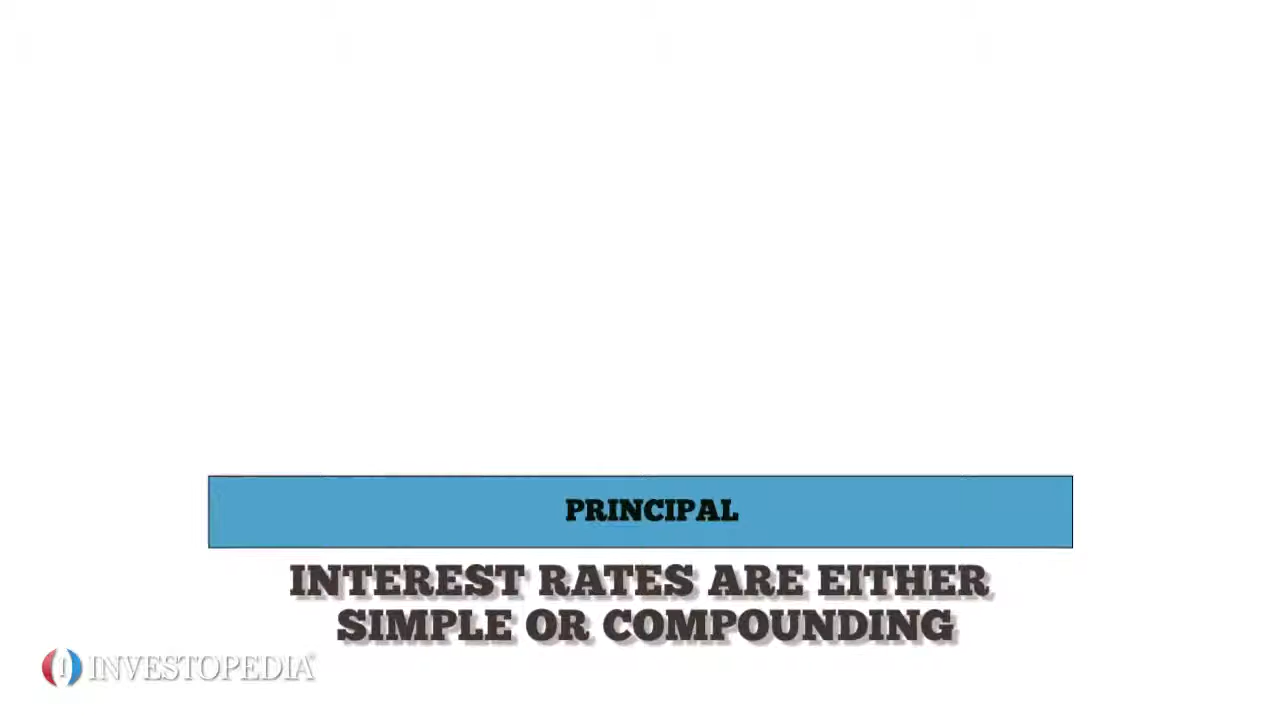 PRINCIPAL
INTEREST RATES ARE EITHER
SIMPLE OR COMPOUNDING
INVESTOPEDIA®